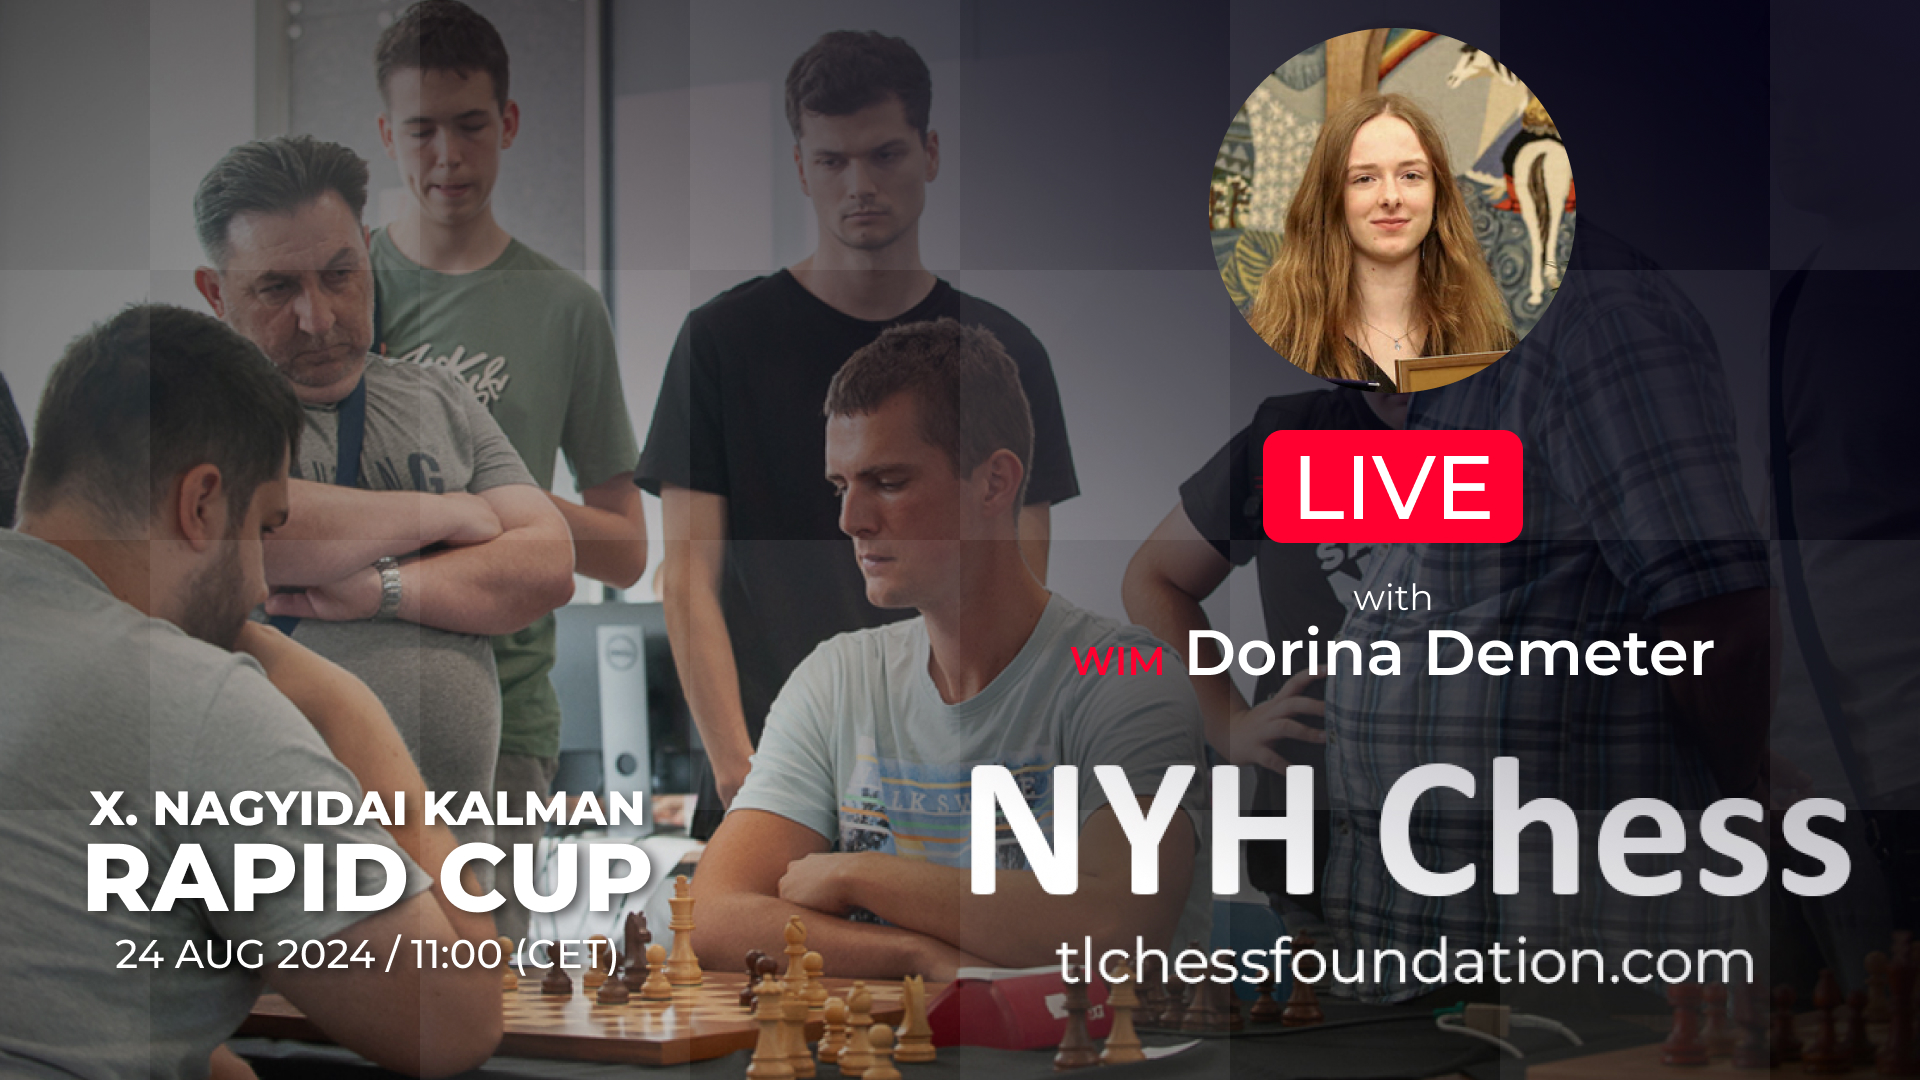 LIVE
with
WIM Dorina Demeter
NYH Chess
tlchessfoundation.com
X. NAGYIDAI KALMAN
RAPID CUP
24 AUG 2024 / 11:00 (CET)